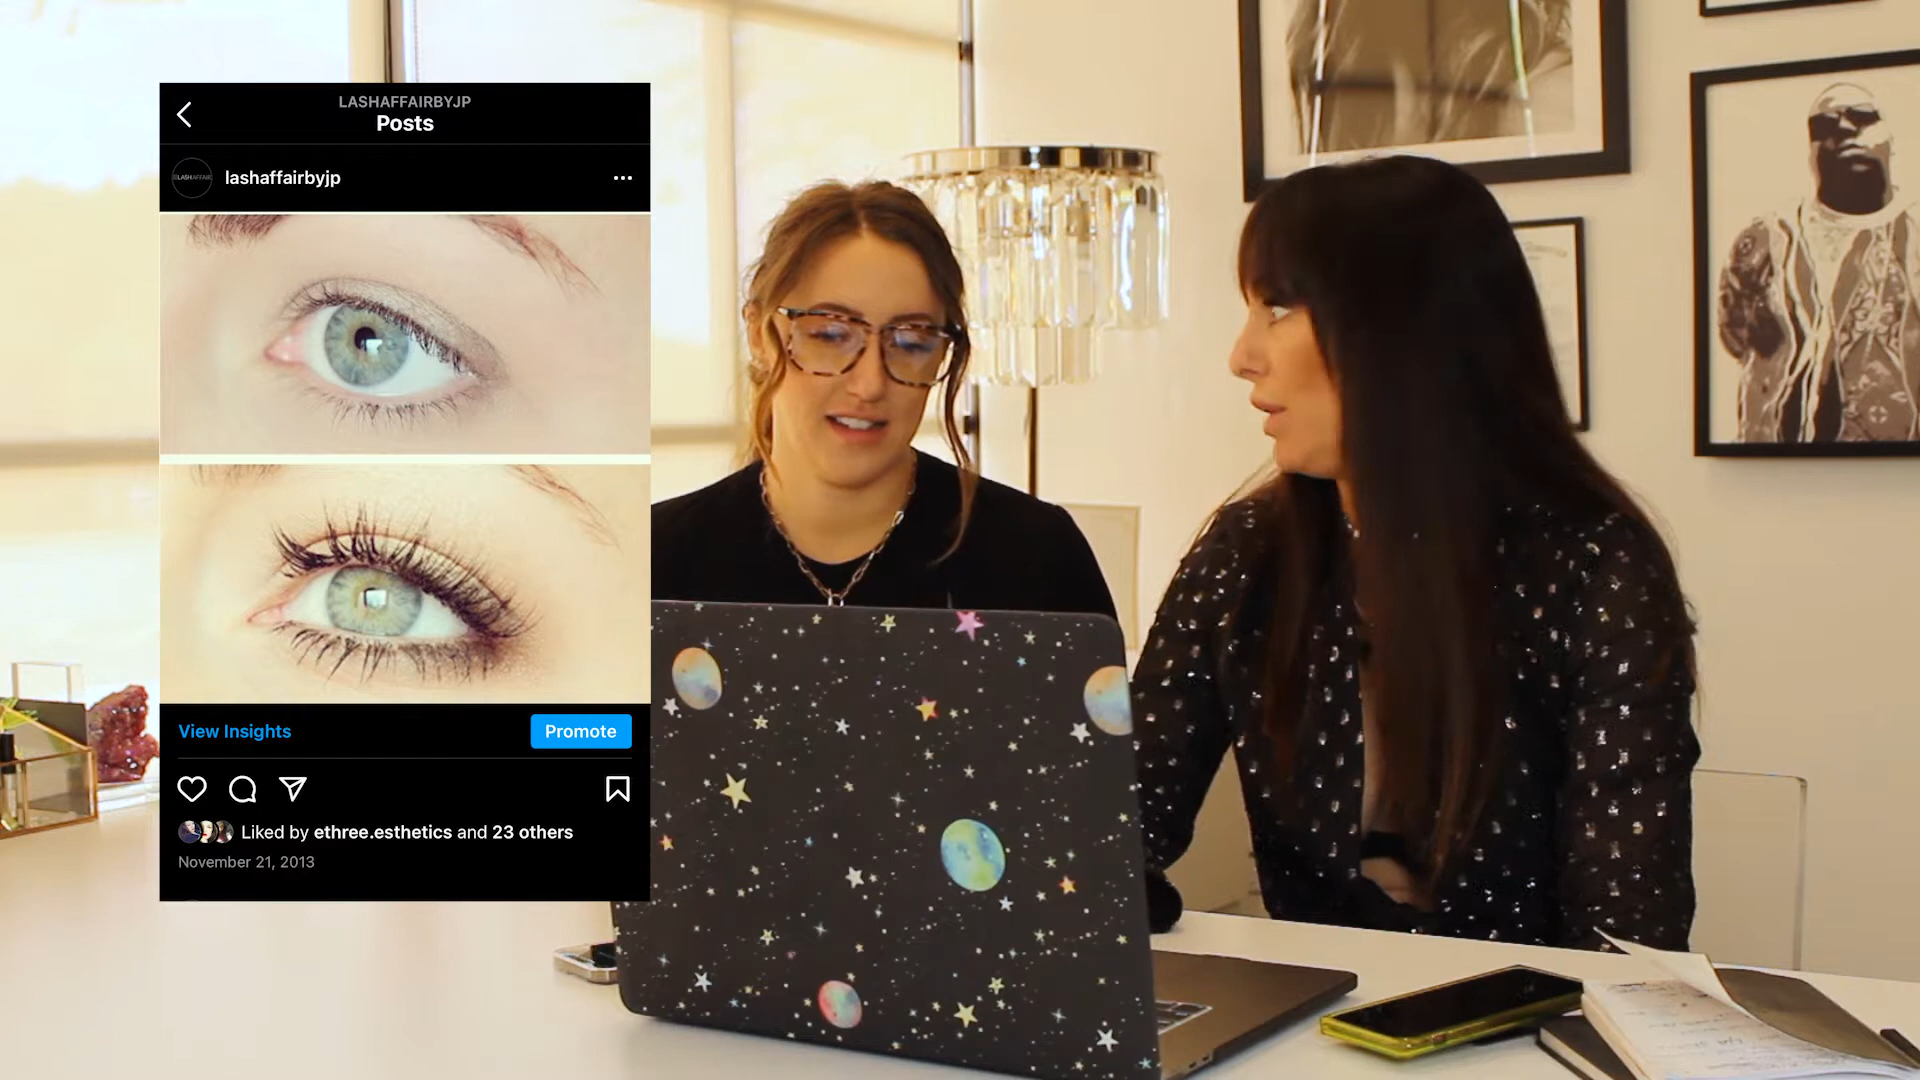 LASHAFFAIRBYJP
Posts
lashaffairbyjp
View Insights
Promote
Liked by ethree.esthetics and 23 others
November 21, 2013